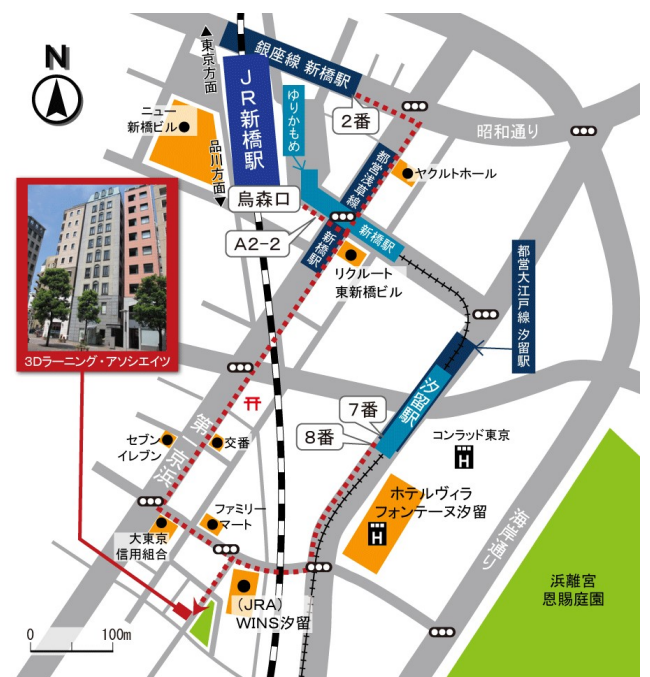 N
▲東京方面
銀座線 新橋駅
JR新橋駅
ゆりかもめ
2番
昭和通り
ニュー
新橋ビル
品川方面▼
都営浅草線
ヤクルトホール
烏森口
A2-2
新橋駅
新橋駅
リクルート
東新橋ビル
都営大江戸線 汐留駅
3Dラーニング・アソシエイツ
汐留駅
7番
8番
セブン
イレブン
交番
第一京浜
コンラッド東京
H
ファミリー
マート
ホテルヴィラ
フォンテーヌ汐留
H
海岸通り
大東京
信用組合
(JRA)
WINS汐留
浜離宮
恩賜庭園
0 100m